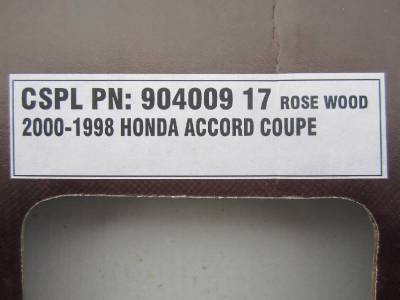 CSPL PN: 904009 17 ROSE WOOD
2000-1998 HONDA ACCORD COUPE